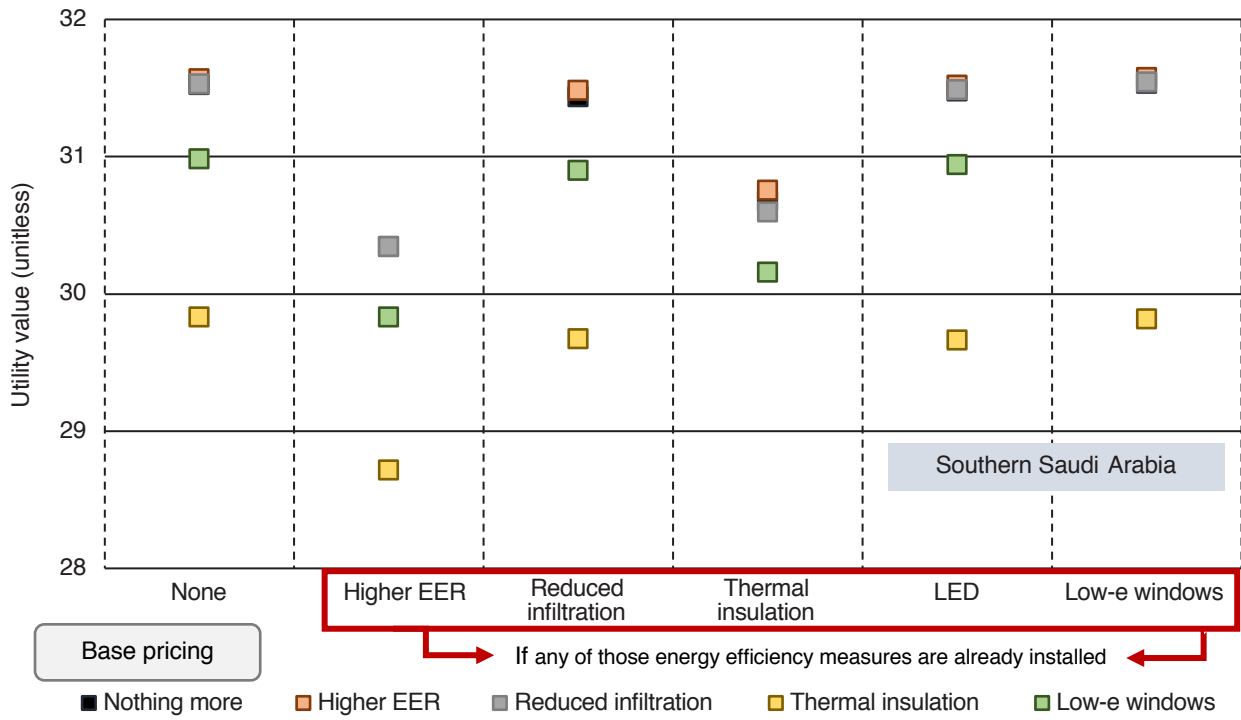 32
31
30
29
28
Utility value (unitless)
Southern Saudi Arabia
None
Higher EER
Reduced
infiltration
Thermal
insulation
LED
Low-e windows
Base pricing
If any of those energy efficiency measures are already installed
Nothing more
Higher EER
Reduced infiltration
Thermal insulation
Low-e windows